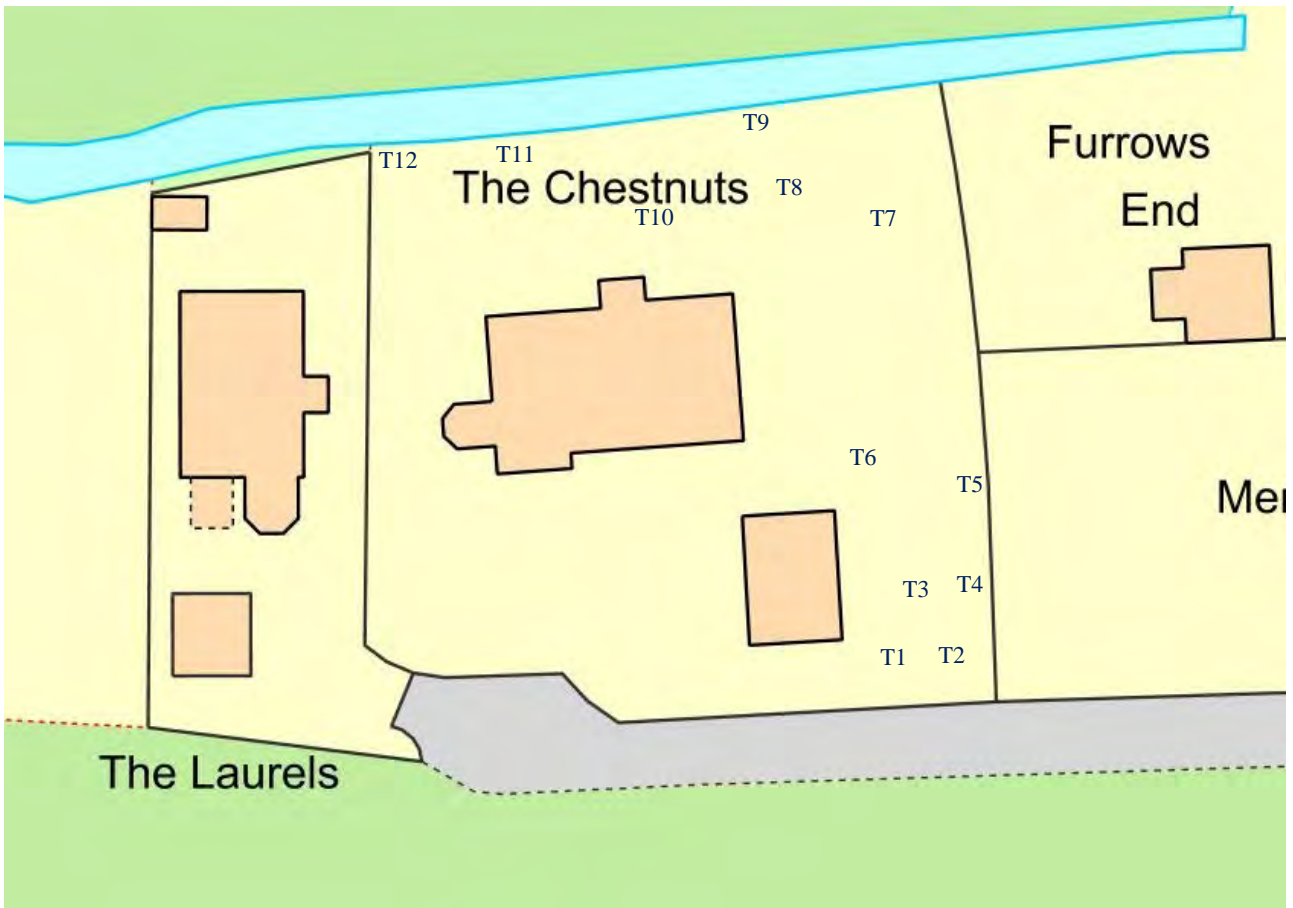 T9
Furrows
T12
T11
The Chestnuts
T8
End
T10
T7
T6
T5
Mer
T3
T4
T1
T2
The Laurels